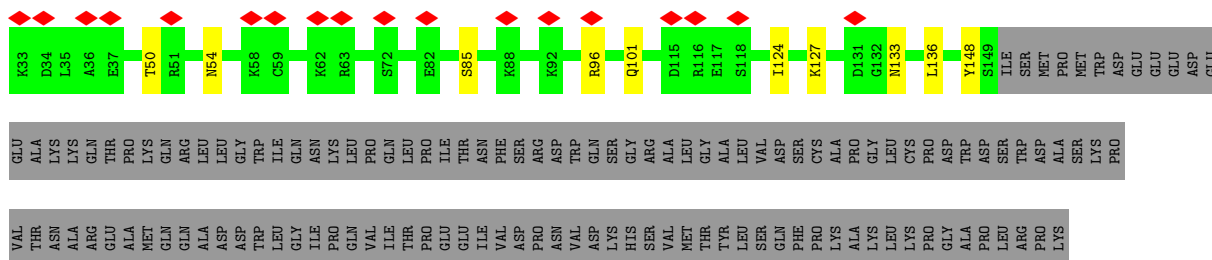 K33 D34 L35 A36 E37 T50 R51 N54 K58 C59 K62 R63 S72 E82 S85 K88 K92 R96 Q101 D115 R116 E117 S118 I124 K127 D131 G132 N133 L136 Y148 S149 ILE SER MET PRO MET TRP ASP GLU GLU GLU ASP GLU
GLU ALA LYS LYS GLN THR PRO LYS GLN ARG LEU LEU GLY TRP ILE GLN ASN LYS LEU PRO GLN LEU PRO ILE THR ASN PHE SER ARG ASP TRP GLN SER GLY ARG ALA LEU GLY ALA LEU VAL ASP SER CYS ALA PRO GLY LEU CYS PRO ASP TRP ASP SER TRP ASP ALA SER LYS PRO
VAL THR ASN ALA ARG GLU ALA MET GLN GLN ALA ASP ASP TRP LEU GLY ILE PRO GLN VAL ILE THR PRO GLU GLU ILE VAL ASP PRO ASN VAL ASP LYS HIS SER VAL MET THR TYR LEU SER GLN PHE PRO LYS ALA LYS LEU LYS PRO GLY ALA PRO LEU ARG PRO LYS